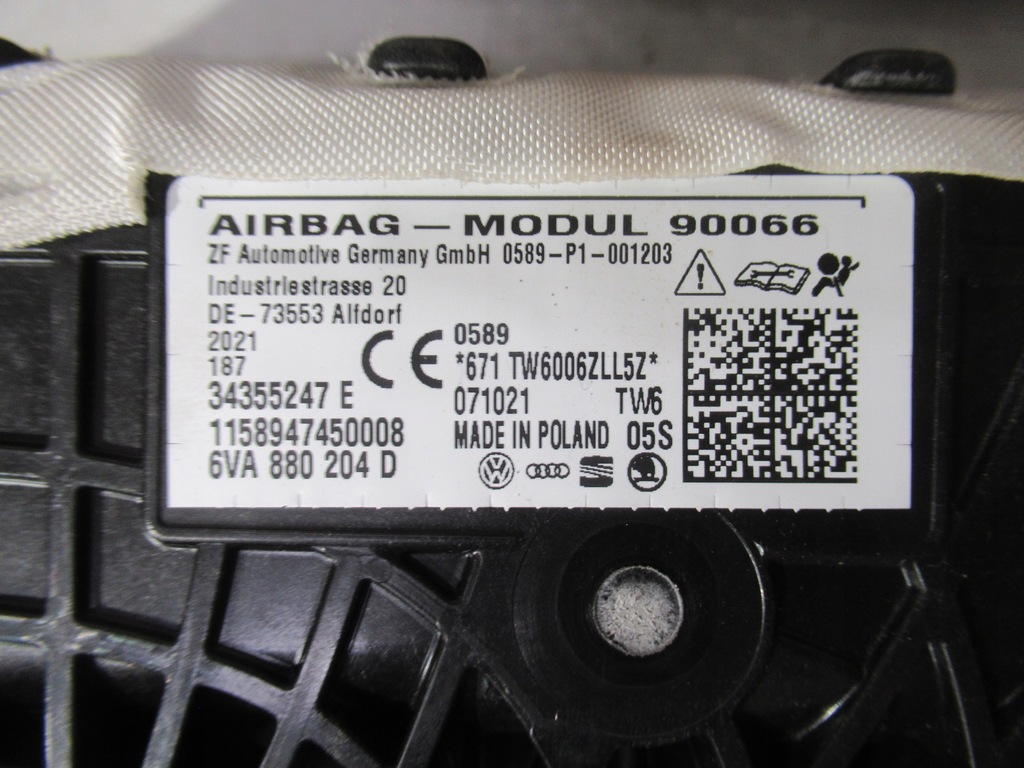 AIRBAG – MODUL 90066
ZF Automotive Germany GmbH 0589-P1-001203
Industriestrasse 20
DE-73553 Alfdorf
2021
187
34355247 E
1158947450008
6VA 880 204 D
CE 0589
*671 TW6006ZLL5Z*
071021 TW6
MADE IN POLAND 05S